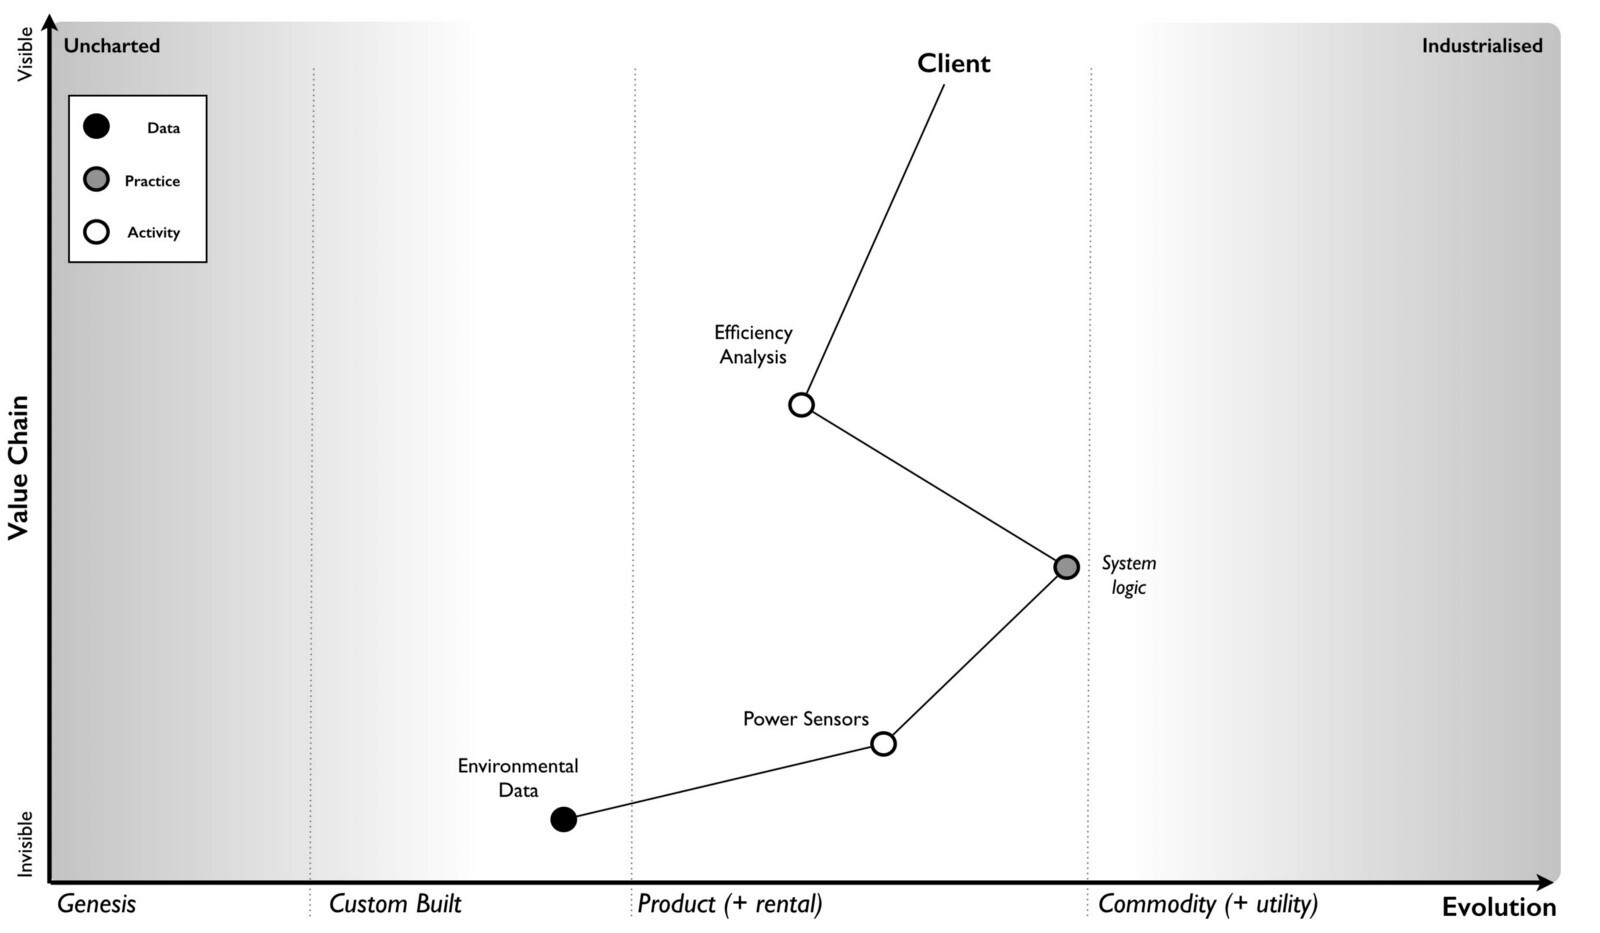 Visible
Uncharted
Client
Industrialised
Data
Practice
Activity
Efficiency
Analysis
Value Chain
System
logic
Power Sensors
Environmental
Data
Invisible
Genesis
Custom Built
Product (+ rental)
Commodity (+ utility)
Evolution